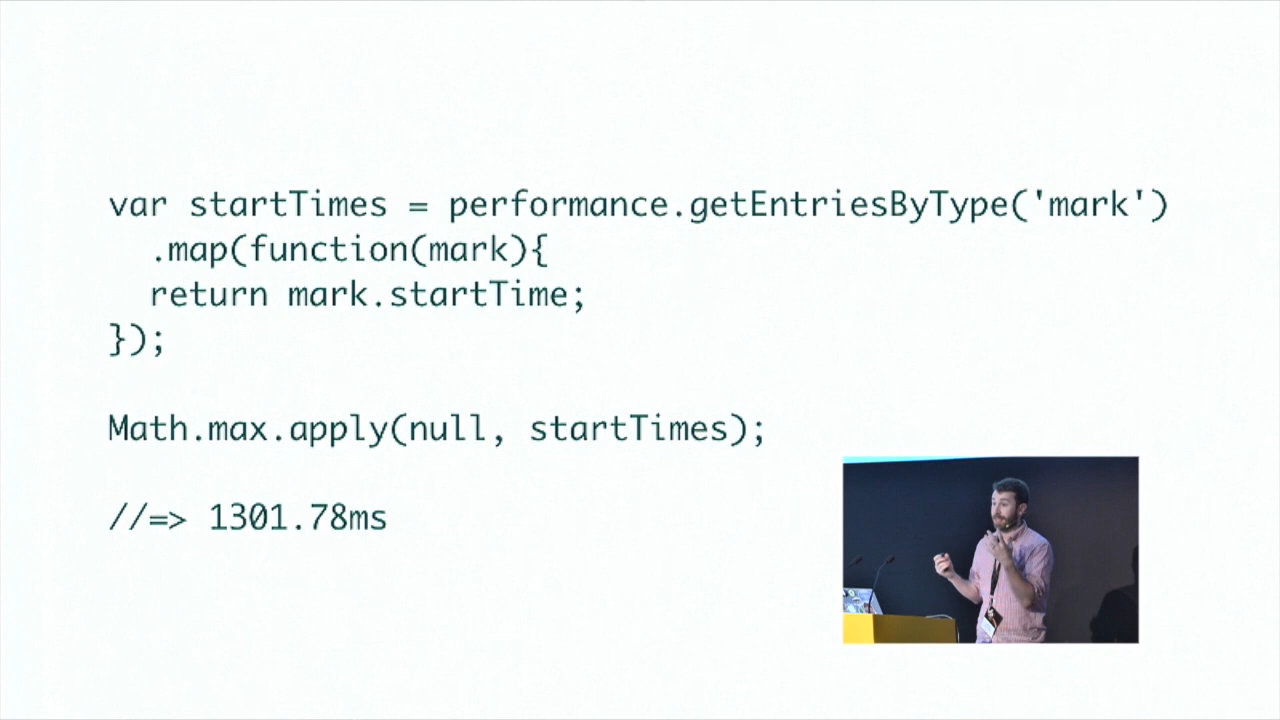 var startTimes = performance.getEntriesByType('mark')
.map(function(mark){
return mark.startTime;
});
Math.max.apply(null, startTimes);
//=> 1301.78ms